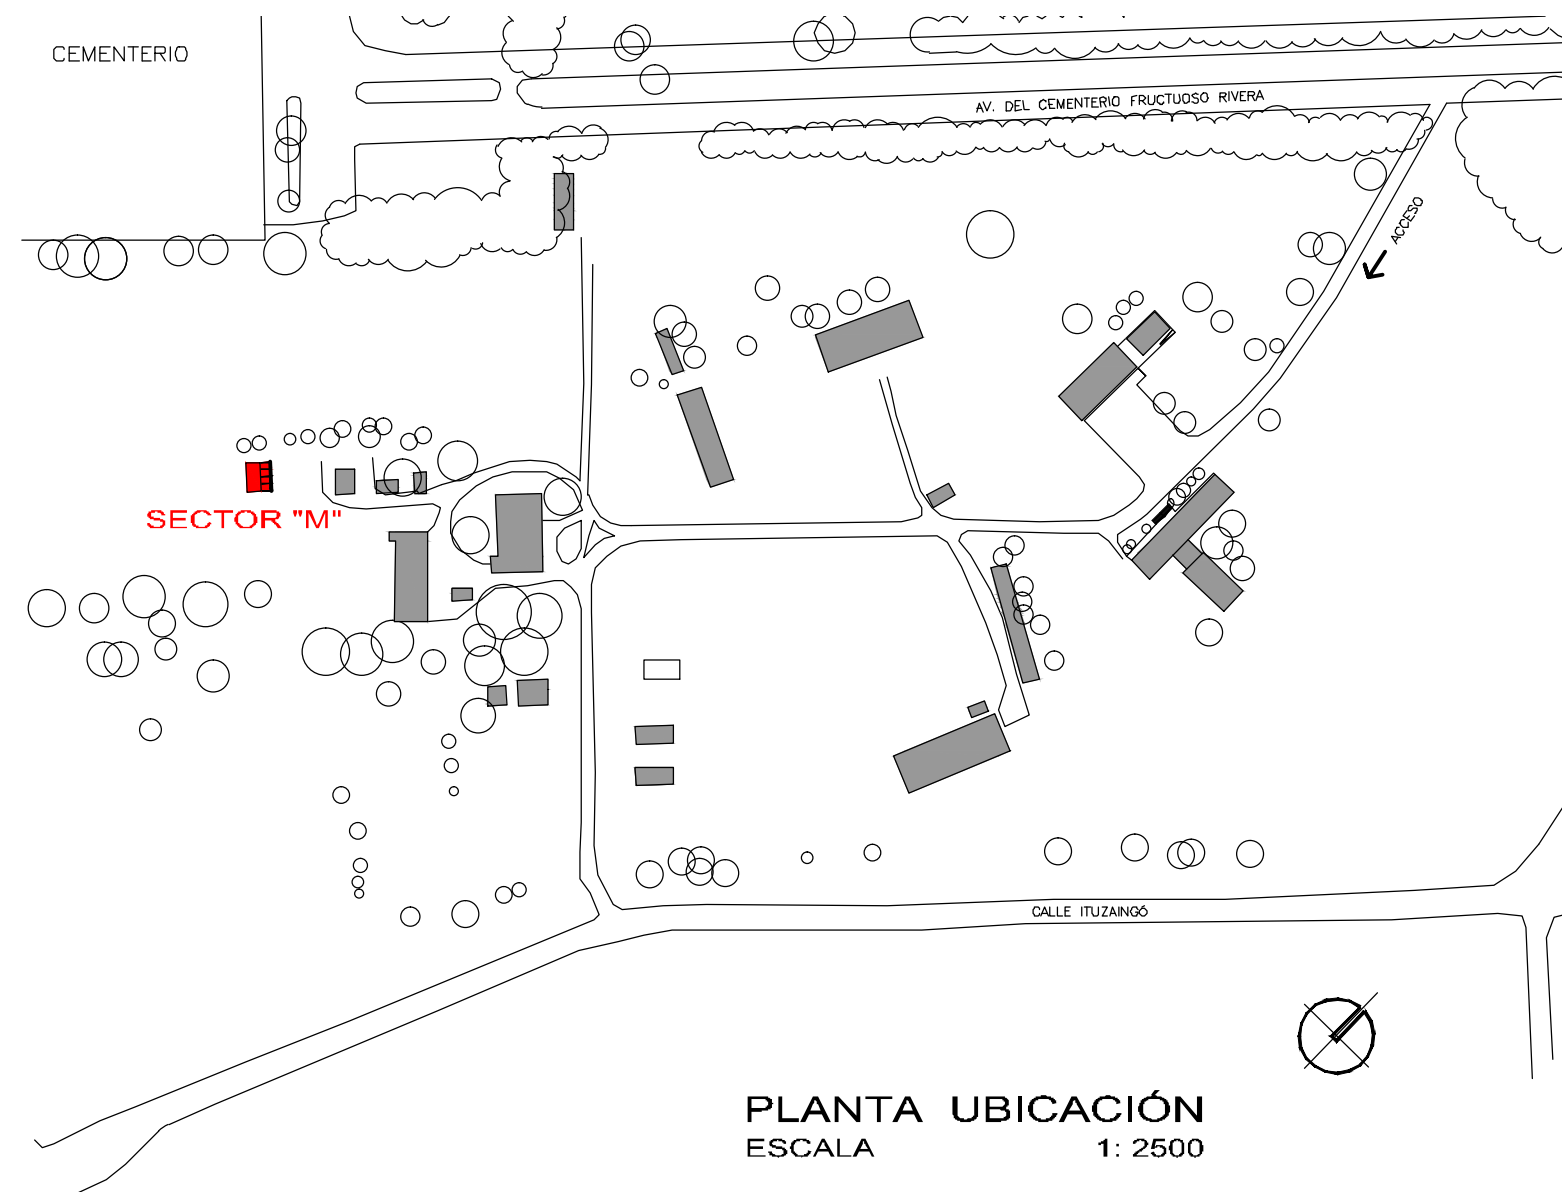 CEMENTERIO
AV. DEL CEMENTERIO FRUCTUOSO RIVERA
ACCESO
SECTOR "M"
CALLE ITUZAINGÓ
PLANTA UBICACIÓN
ESCALA 1: 2500